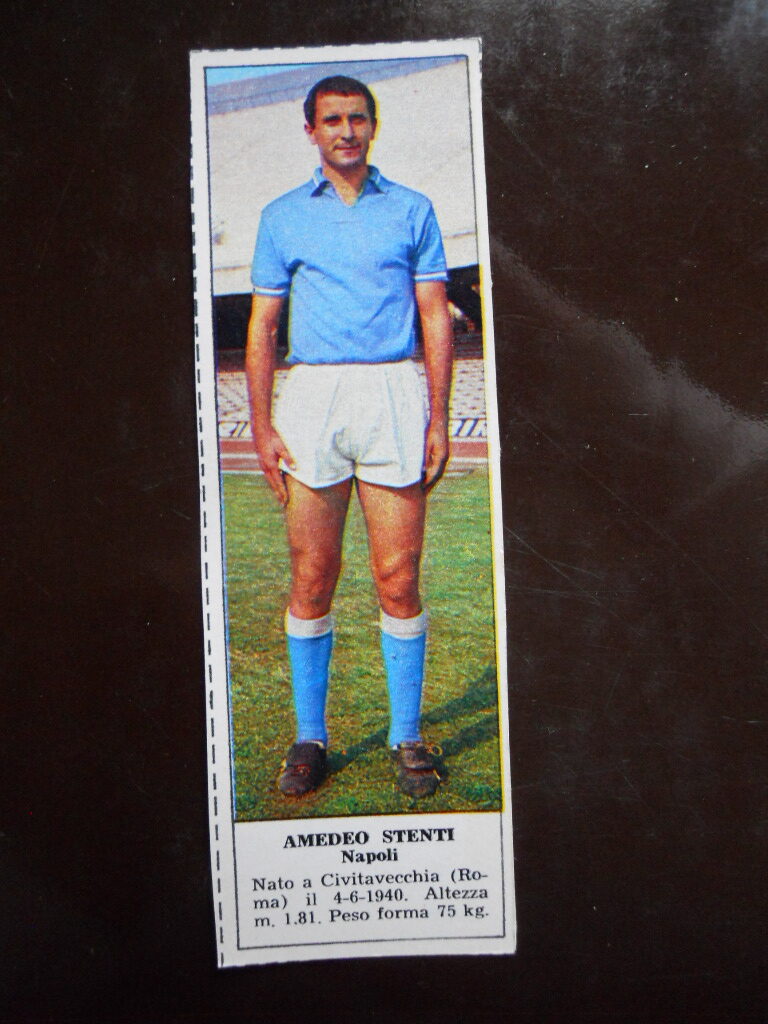 AMEDEO STENTI
Napoli
Nato a Civitavecchia (Ro-
ma) il 4-6-1940. Altezza
m. 1.81. Peso forma 75 kg.